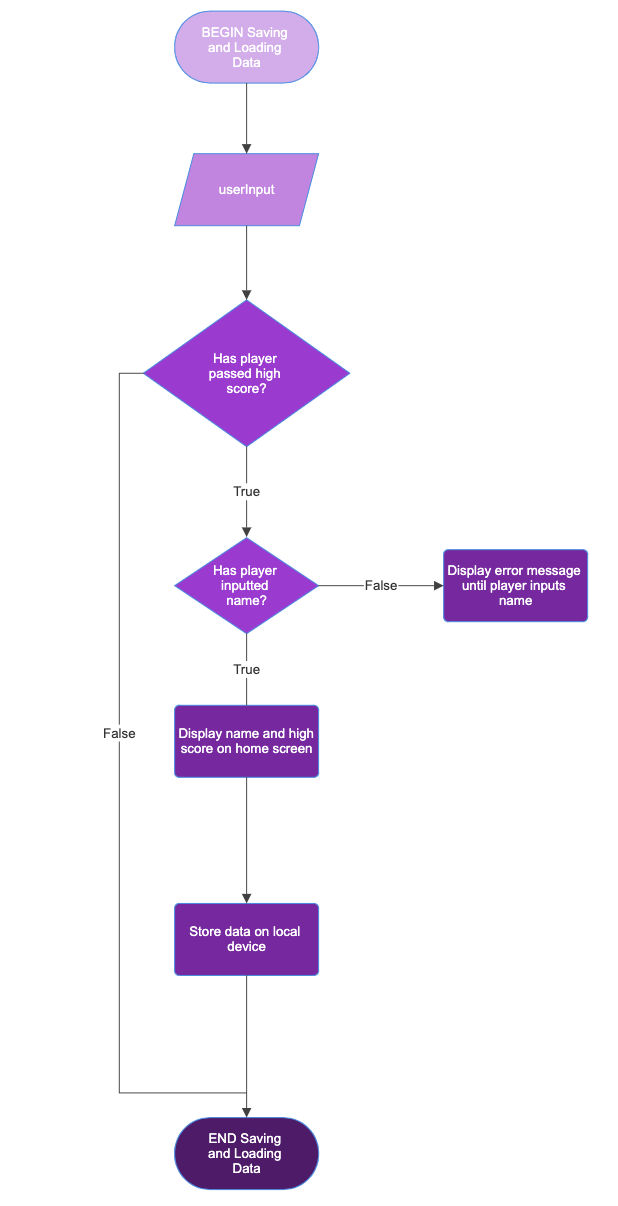 BEGIN Saving
and Loading
Data
userInput
Has player
passed high
score?
True
Has player
inputted
name?
False
Display error message
until player inputs
name
True
False
Display name and high
score on home screen
Store data on local
device
END Saving
and Loading
Data